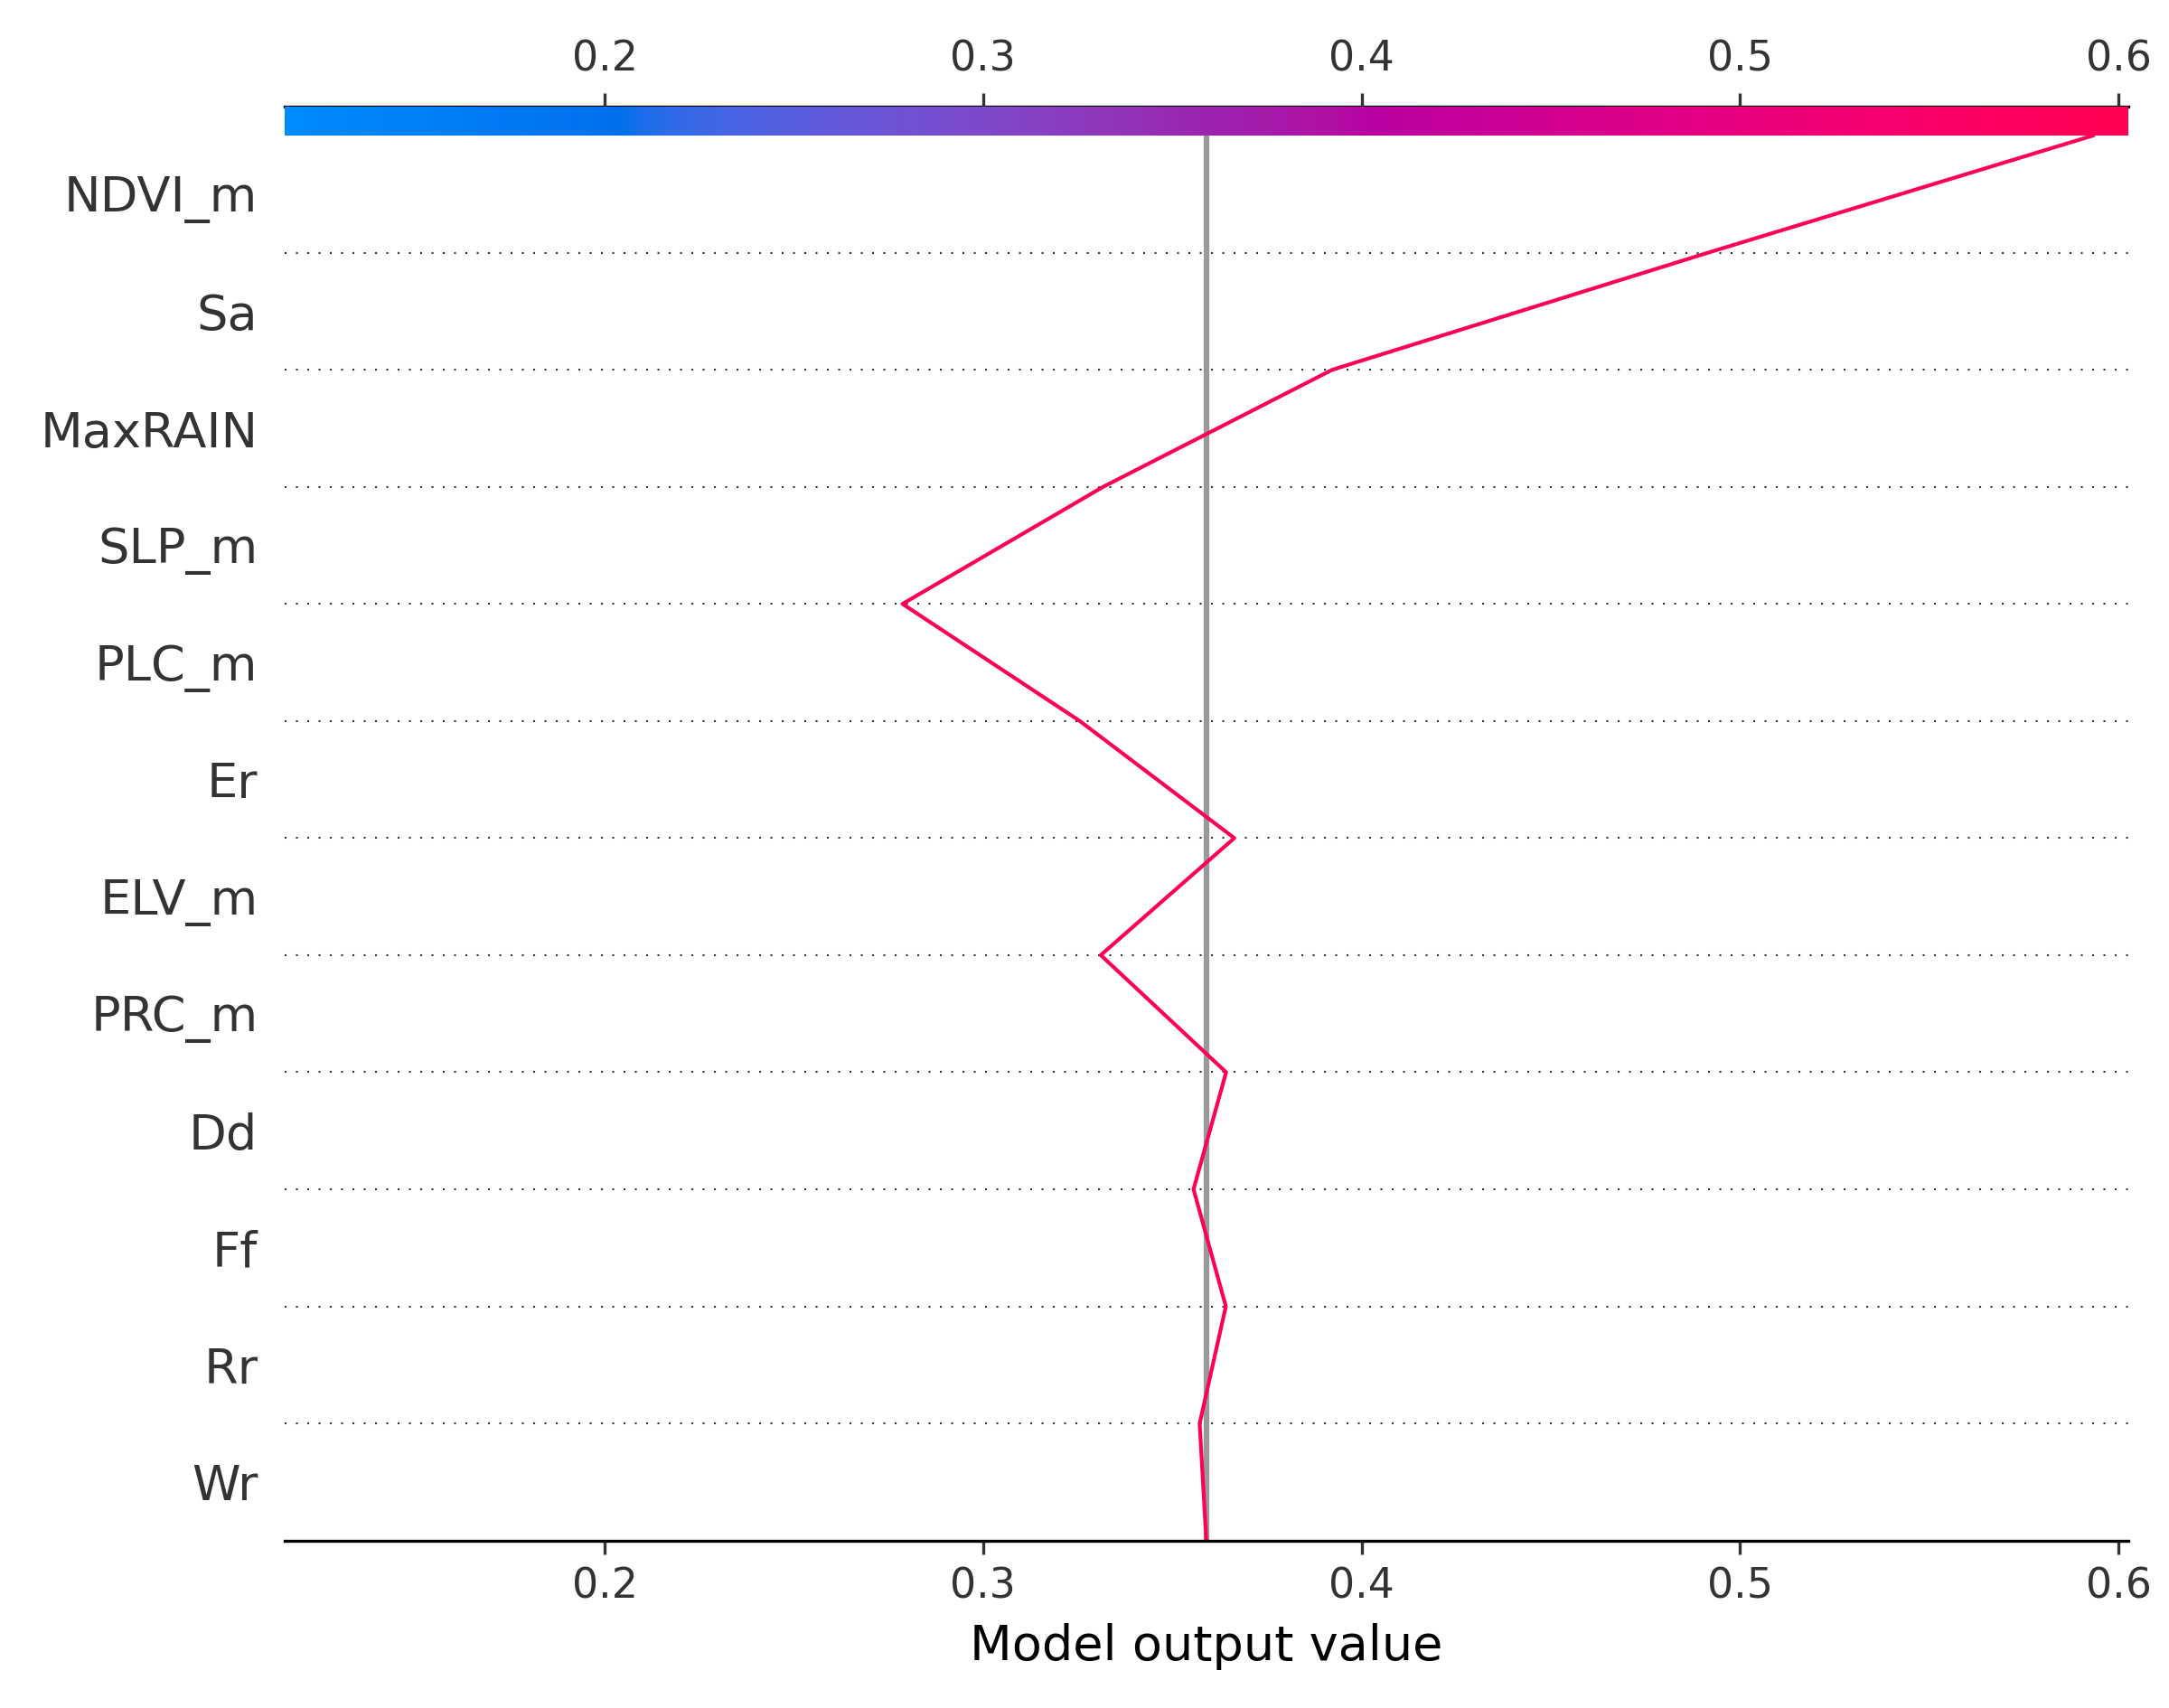 0.2 0.3 0.4 0.5 0.6
NDVI_m
Sa
MaxRAIN
SLP_m
PLC_m
Er
ELV_m
PRC_m
Dd
Ff
Rr
Wr
0.2 0.3 0.4 0.5 0.6
Model output value